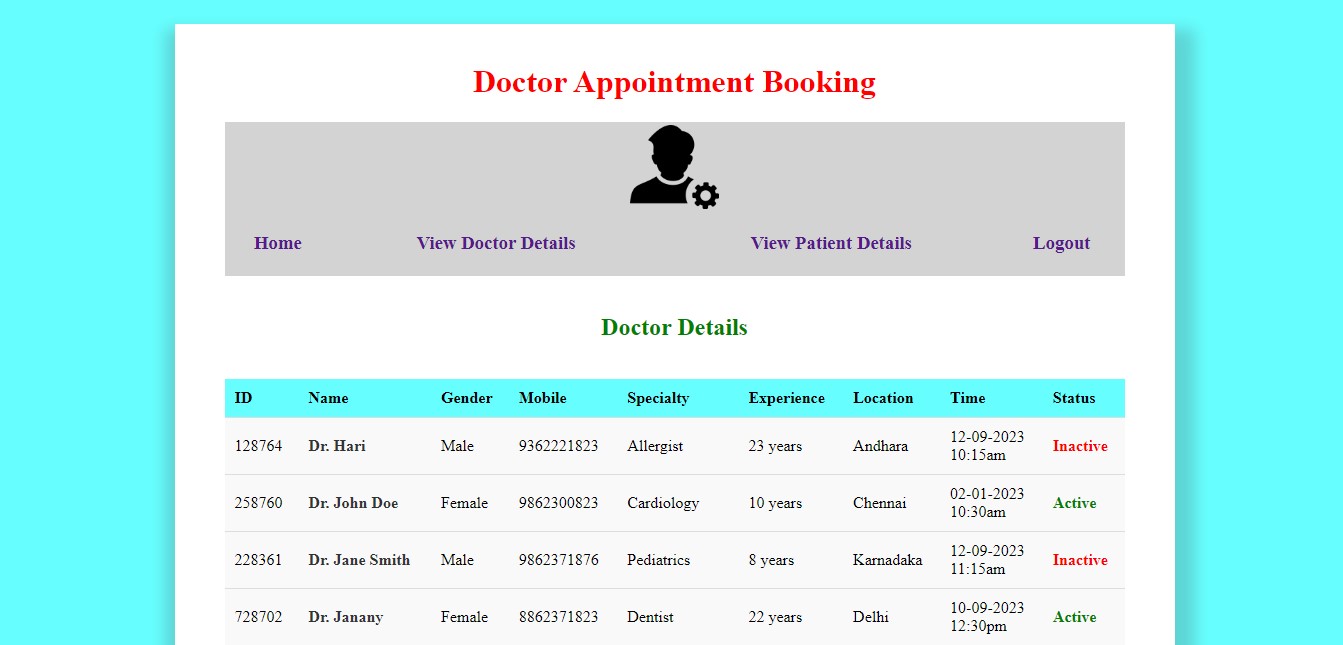 Doctor Appointment Booking
Home View Doctor Details View Patient Details Logout
Doctor Details
ID Name Gender Mobile Specialty Experience Location Time Status
128764 Dr. Hari Male 9362221823 Allergist 23 years Andhara 12-09-2023 10:15am Inactive
258760 Dr. John Doe Female 9862300823 Cardiology 10 years Chennai 02-01-2023 10:30am Active
228361 Dr. Jane Smith Male 9862371876 Pediatrics 8 years Karnadaka 12-09-2023 11:15am Inactive
728702 Dr. Janany Female 8862371823 Dentist 22 years Delhi 10-09-2023 12:30pm Active